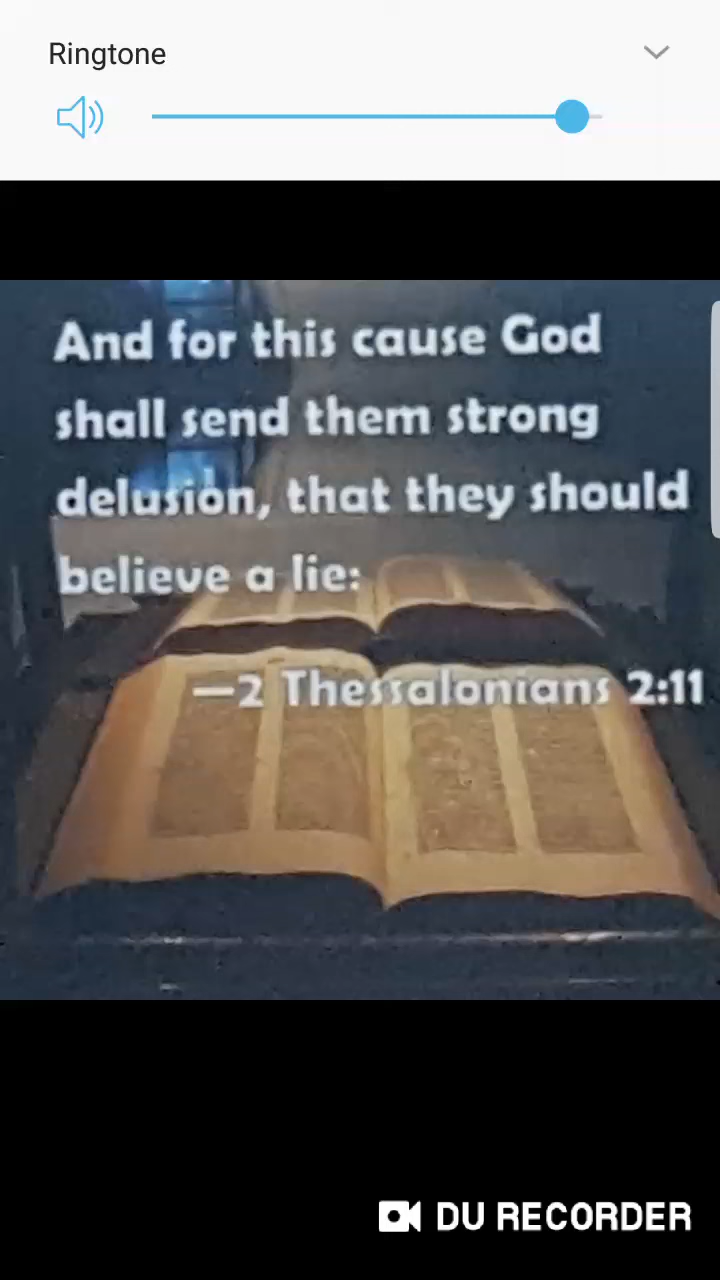 Ringtone
And for this cause God
shall send them strong
delusion, that they should
believe a lie:
—2 Thessalonians 2:11
DU RECORDER